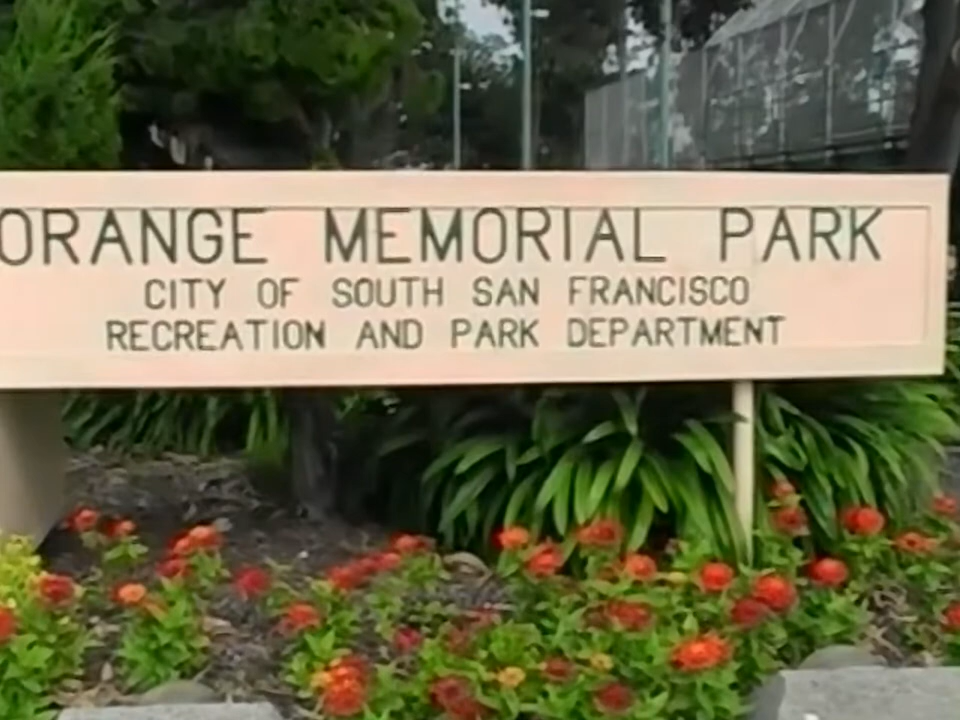 ORANGE MEMORIAL PARK
CITY OF SOUTH SAN FRANCISCO
RECREATION AND PARK DEPARTMENT